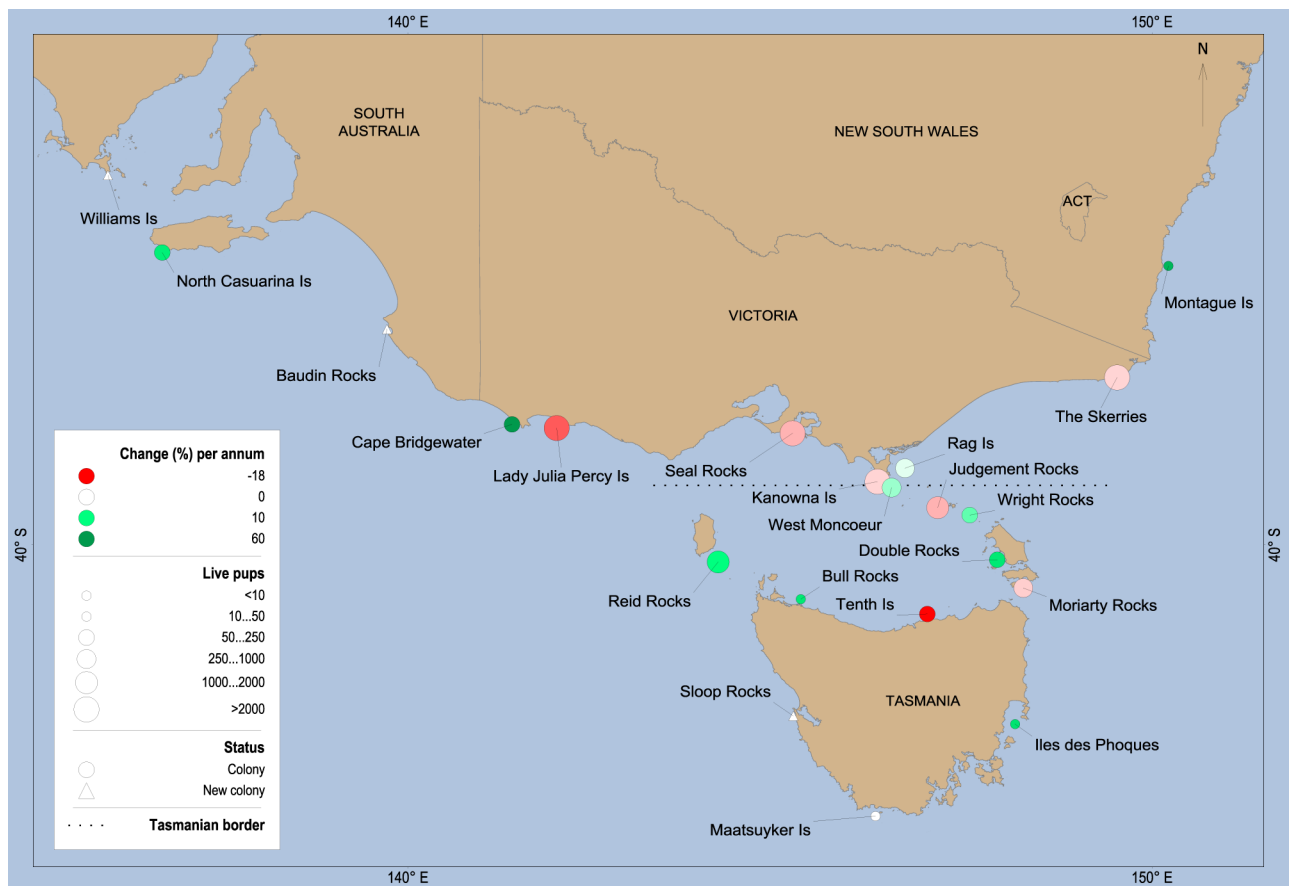 140° E
150° E
N
SOUTH
AUSTRALIA
NEW SOUTH WALES
ACT
Williams Is
North Casuarina Is
Montague Is
VICTORIA
Baudin Rocks
The Skerries
Cape Bridgewater
Rag Is
Lady Julia Percy Is
Seal Rocks
Judgement Rocks
Kanowna Is
Wright Rocks
West Moncoeur
40° S
40° S
Double Rocks
Bull Rocks
Reid Rocks
Tenth Is
Moriarty Rocks
Sloop Rocks
TASMANIA
Iles des Phoques
Maatsuyker Is
Change (%) per annum
-18
0
10
60
Live pups
<10
10...50
50...250
250...1000
1000...2000
>2000
Status
Colony
New colony
Tasmanian border
140° E
150° E